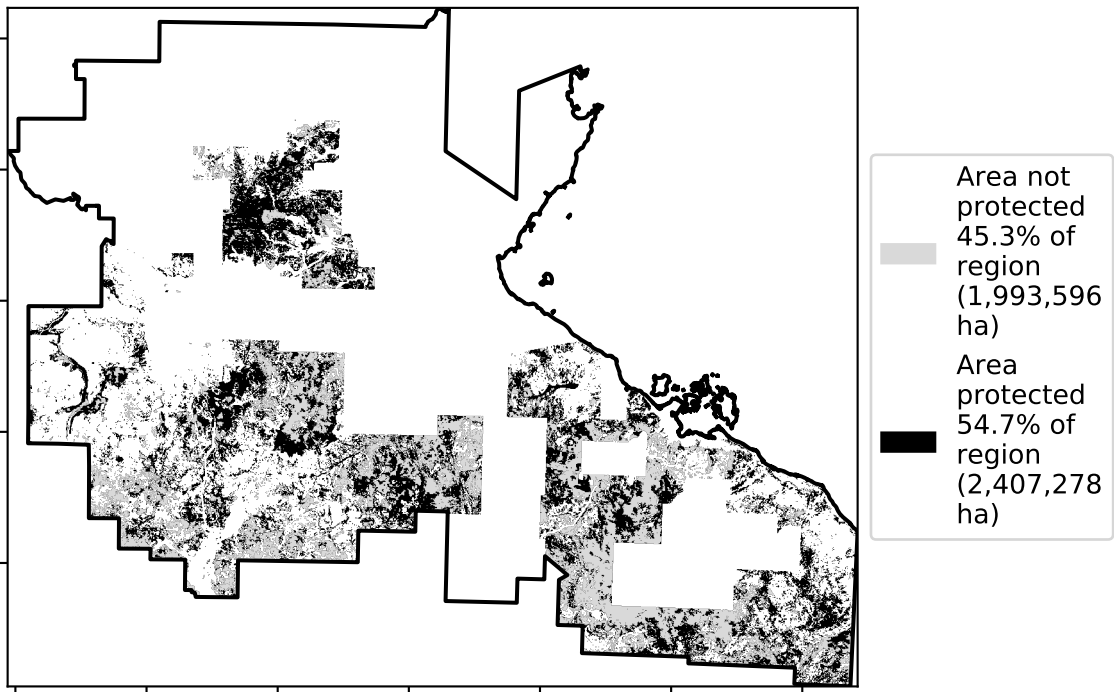 Area not
protected
45.3% of
region
(1,993,596
ha)
Area
protected
54.7% of
region
(2,407,278
ha)